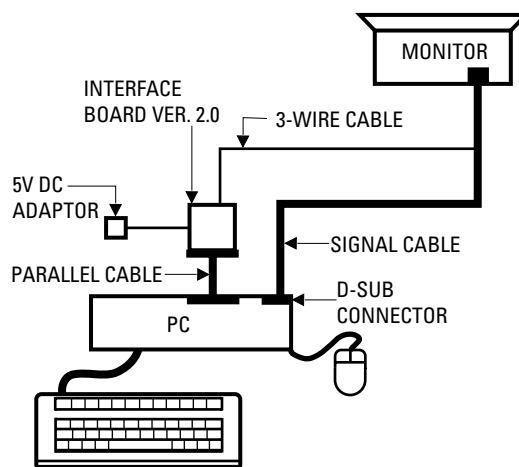 MONITOR
INTERFACE
BOARD VER. 2.0
3-WIRE CABLE
5V DC
ADAPTOR
SIGNAL CABLE
PARALLEL CABLE
D-SUB
CONNECTOR
PC